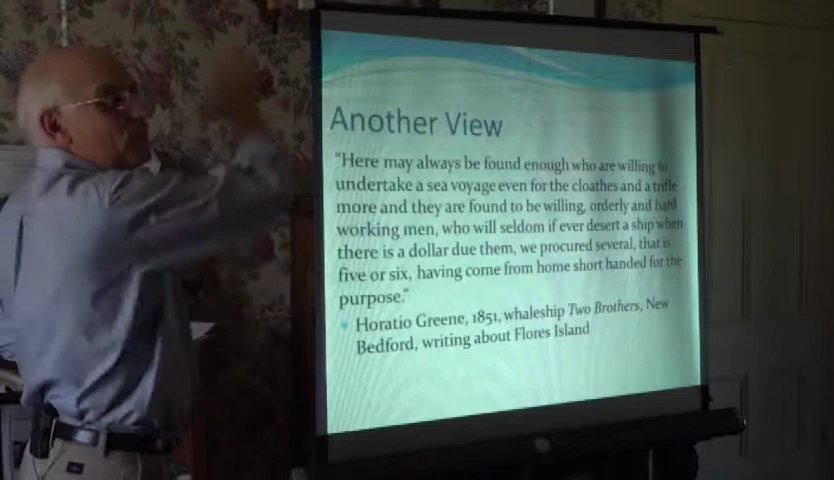 Another View
"Here may always be found enough who are willing to
undertake a sea voyage even for the cloathes and a trifle
more and they are found to be willing, orderly and hard
working men, who will seldom if ever desert a ship when
there is a dollar due them, we procured several, that is
five or six, having come from home short handed for the
purpose."
Horatio Greene, 1851, whaleship Two Brothers, New
Bedford, writing about Flores Island